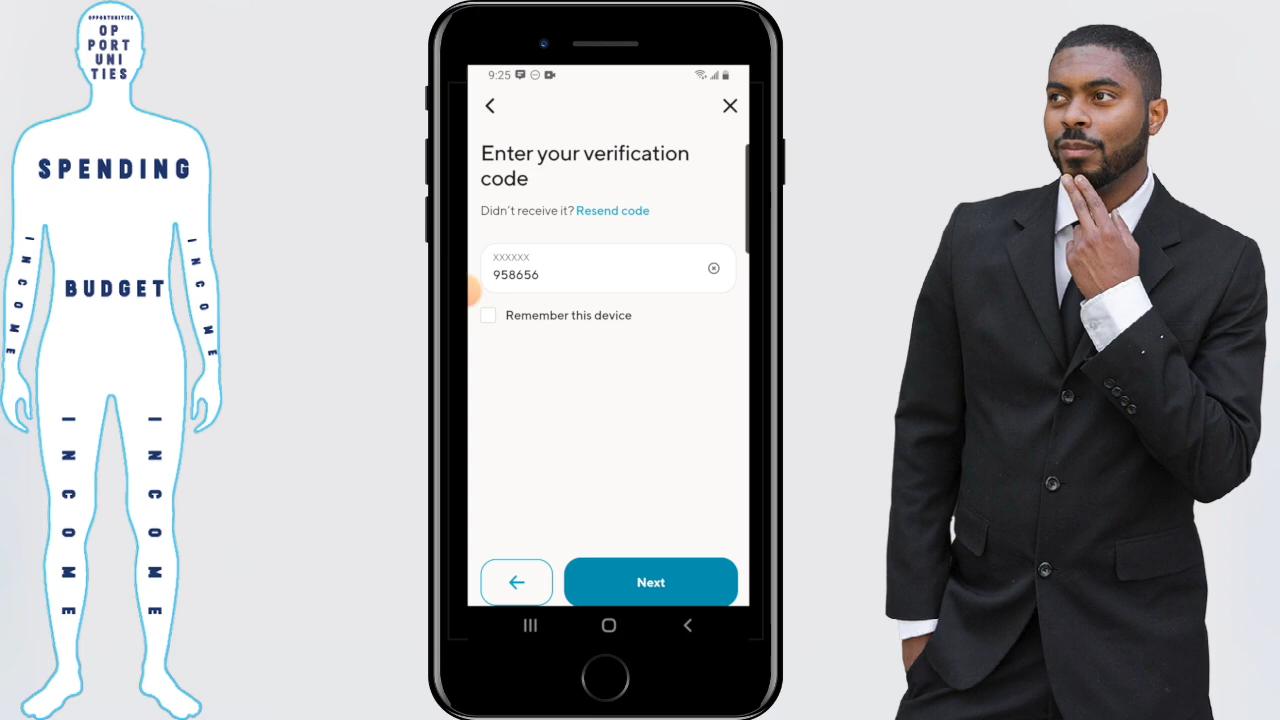 OPPORTUNITIES
OP
PORT
UNI
TIES
SPENDING
INCOME
INCOME
BUDGET
INCOME
INCOME
9:25
Enter your verification
code
Didn't receive it? Resend code
XXXXXX
958656
Remember this device
Next